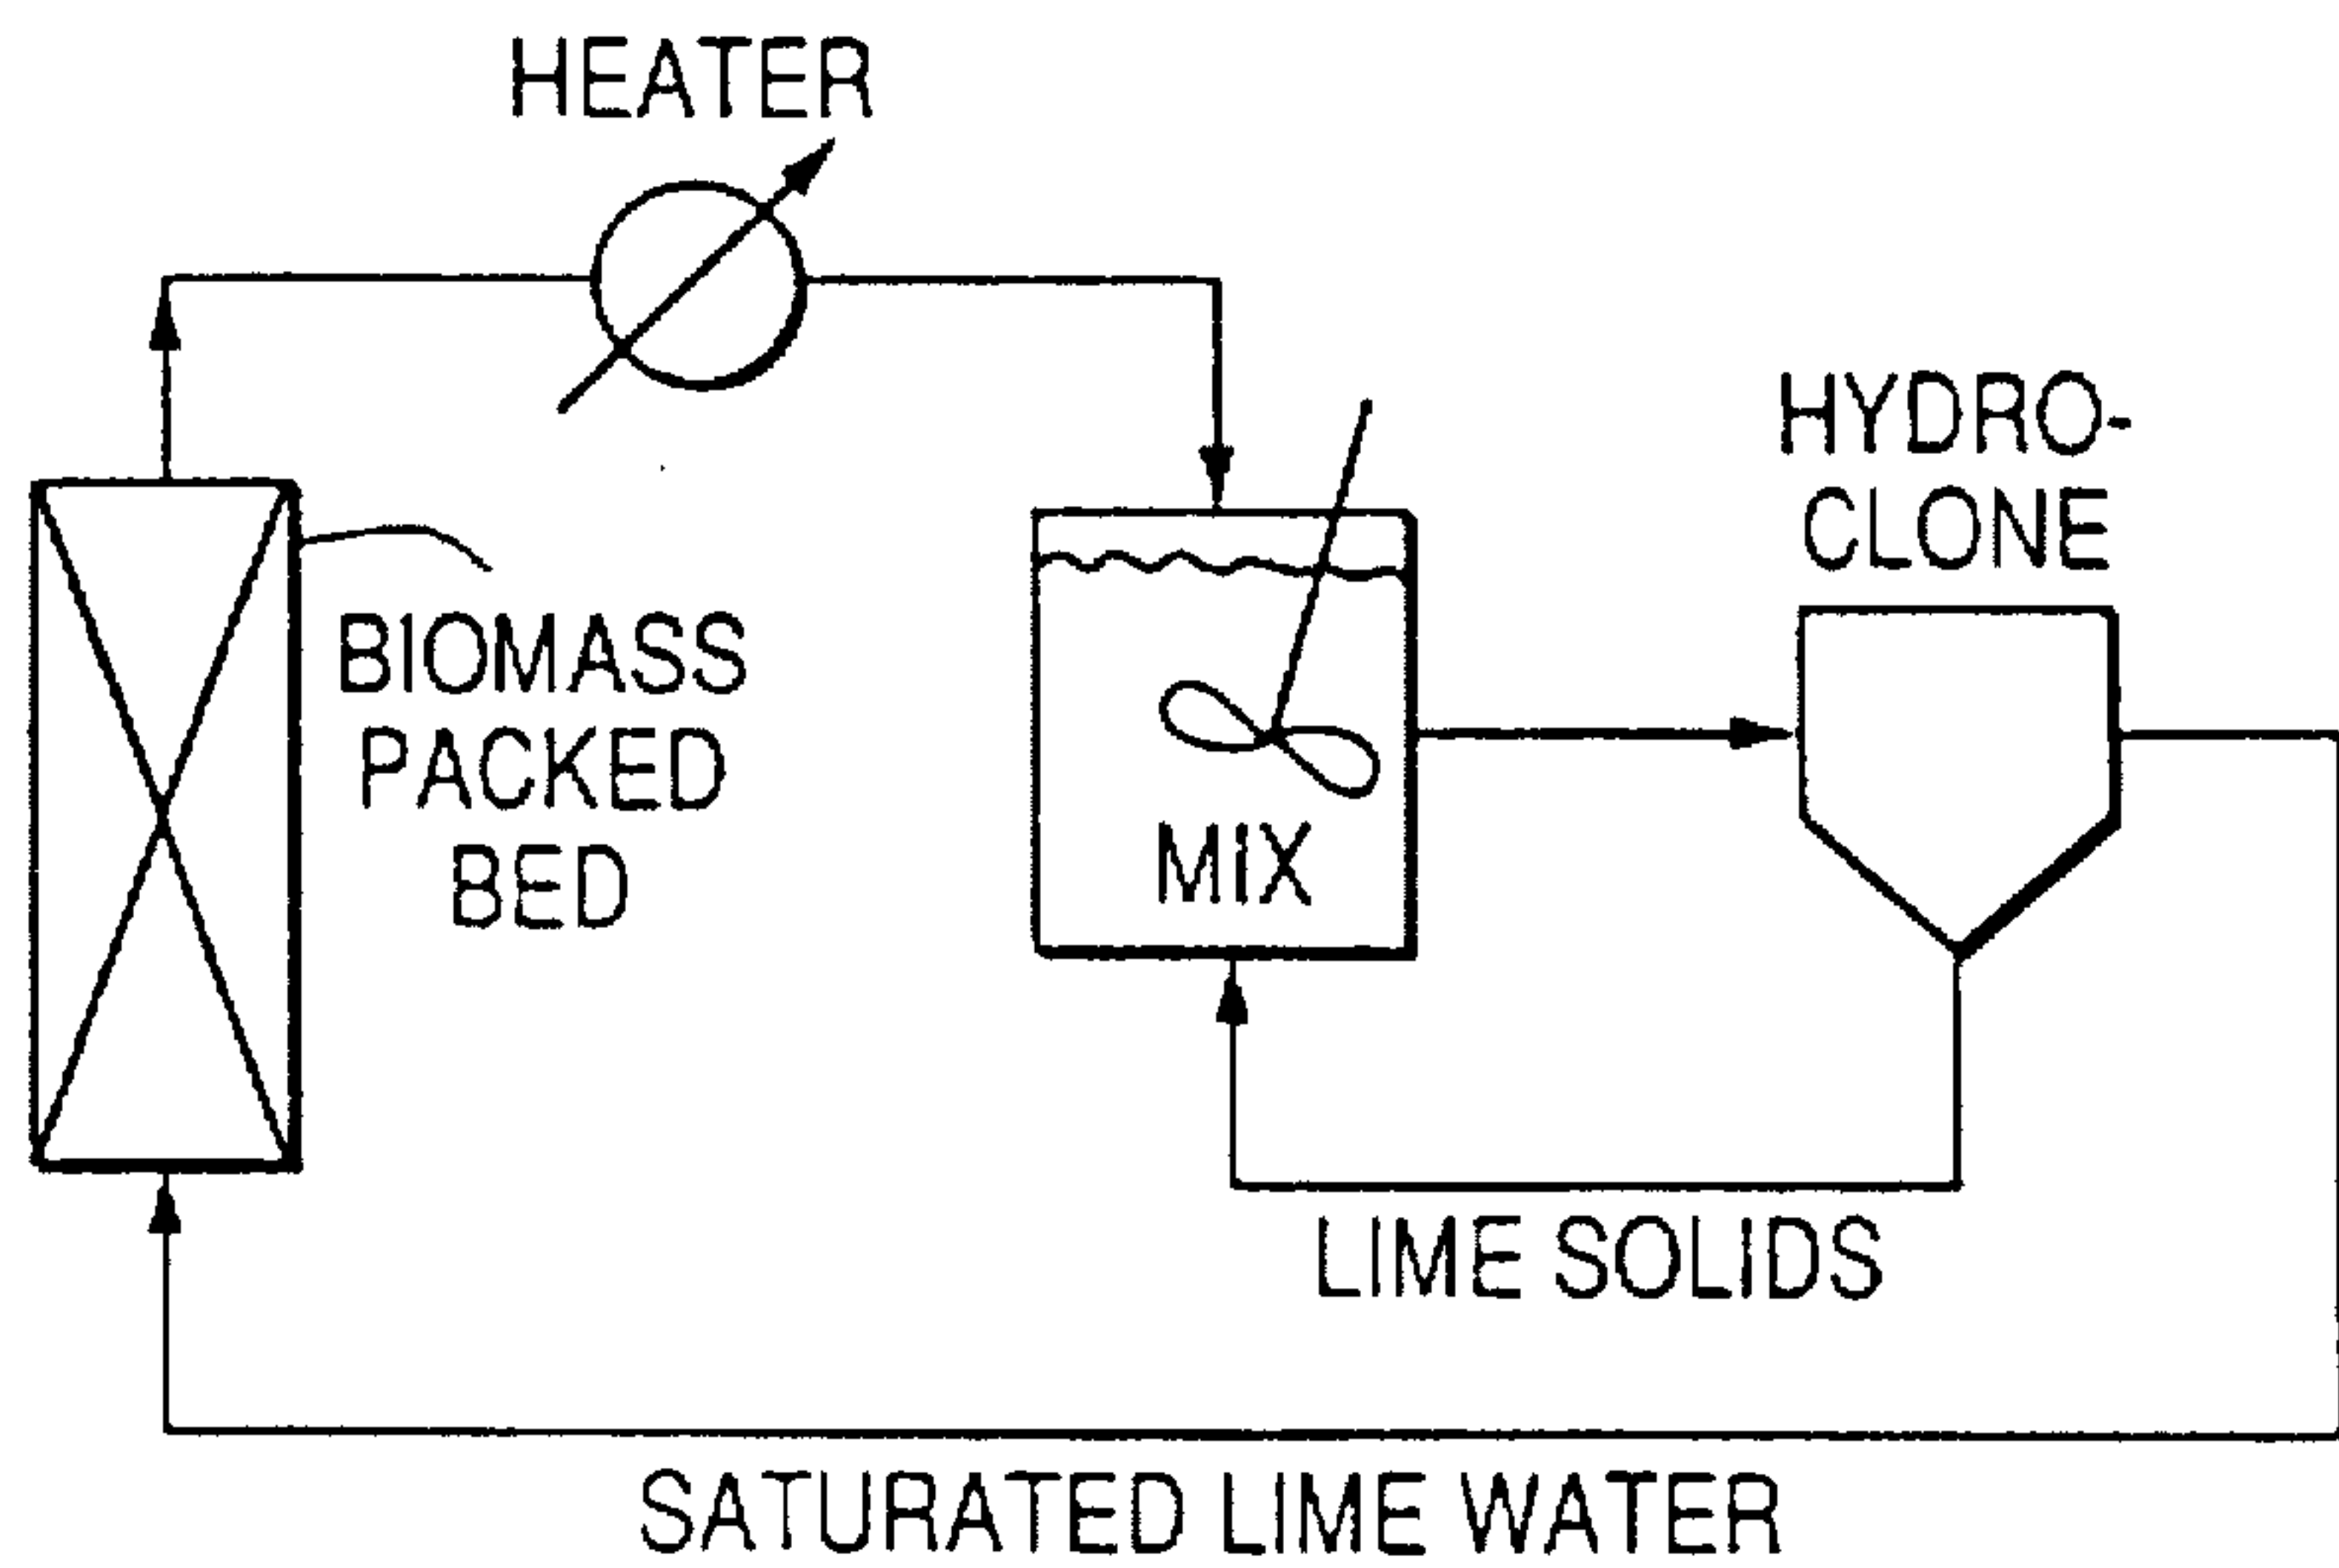 HEATER
HYDRO-
CLONE
BIOMASS
PACKED
BED
MIX
LIME SOLIDS
SATURATED LIME WATER